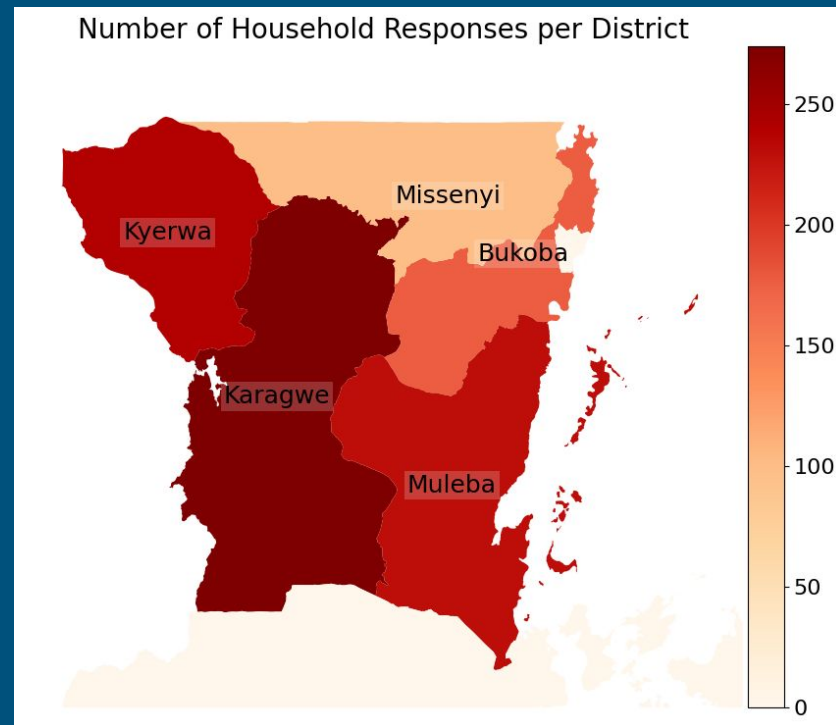 Number of Household Responses per District
250
Missenyi
Kyerwa
200
Bukoba
150
Karagwe
100
Muleba
50
0